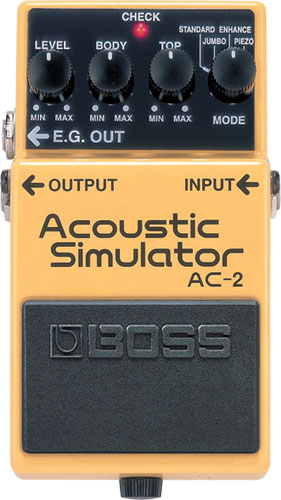 CHECK
STANDARD ENHANCE
LEVEL BODY TOP JUMBO PIEZO
MIN MAX MIN MAX MIN MAX MODE
E.G. OUT
OUTPUT INPUT
Acoustic
Simulator
AC-2
BOSS